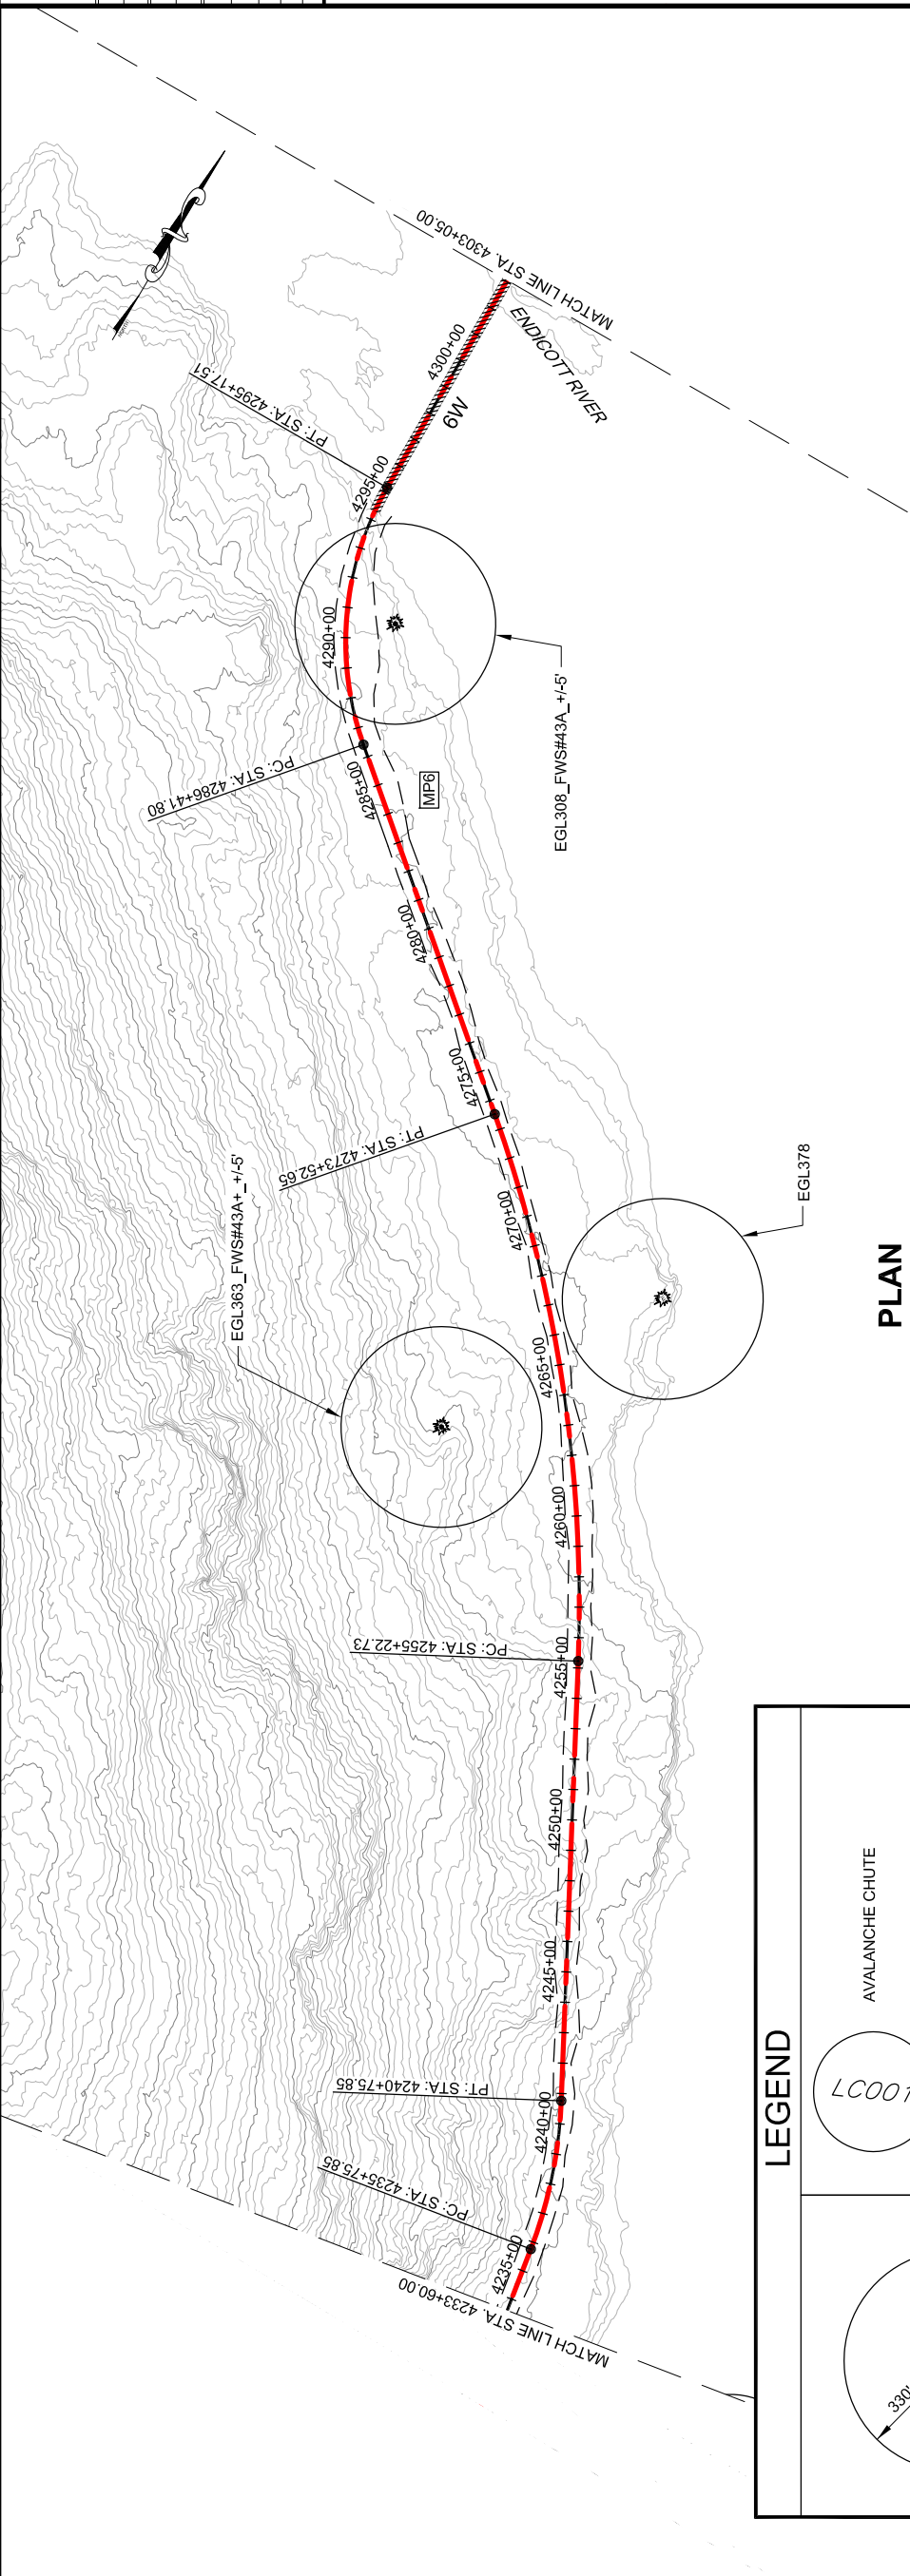 MATCH LINE STA. 4303+05.00
ENDICOTT RIVER
4300+00
6W
PT: STA: 4295+17.51
4295+00
4290+00
EGL308_FWS#43A_+/-5'
PC: STA: 4286+41.80
4285+00
MP6
4280+00
4275+00
PT: STA: 4273+52.65
EGL363_FWS#43A+_+/-5'
4270+00
EGL378
4265+00
PLAN
4260+00
PC: STA: 4255+22.73
4255+00
4250+00
4245+00
PT: STA: 4240+75.85
4240+00
PC: STA: 4235+75.85
4235+00
MATCH LINE STA. 4233+60.00
LEGEND
AVALANCHE CHUTE
LC001
330'